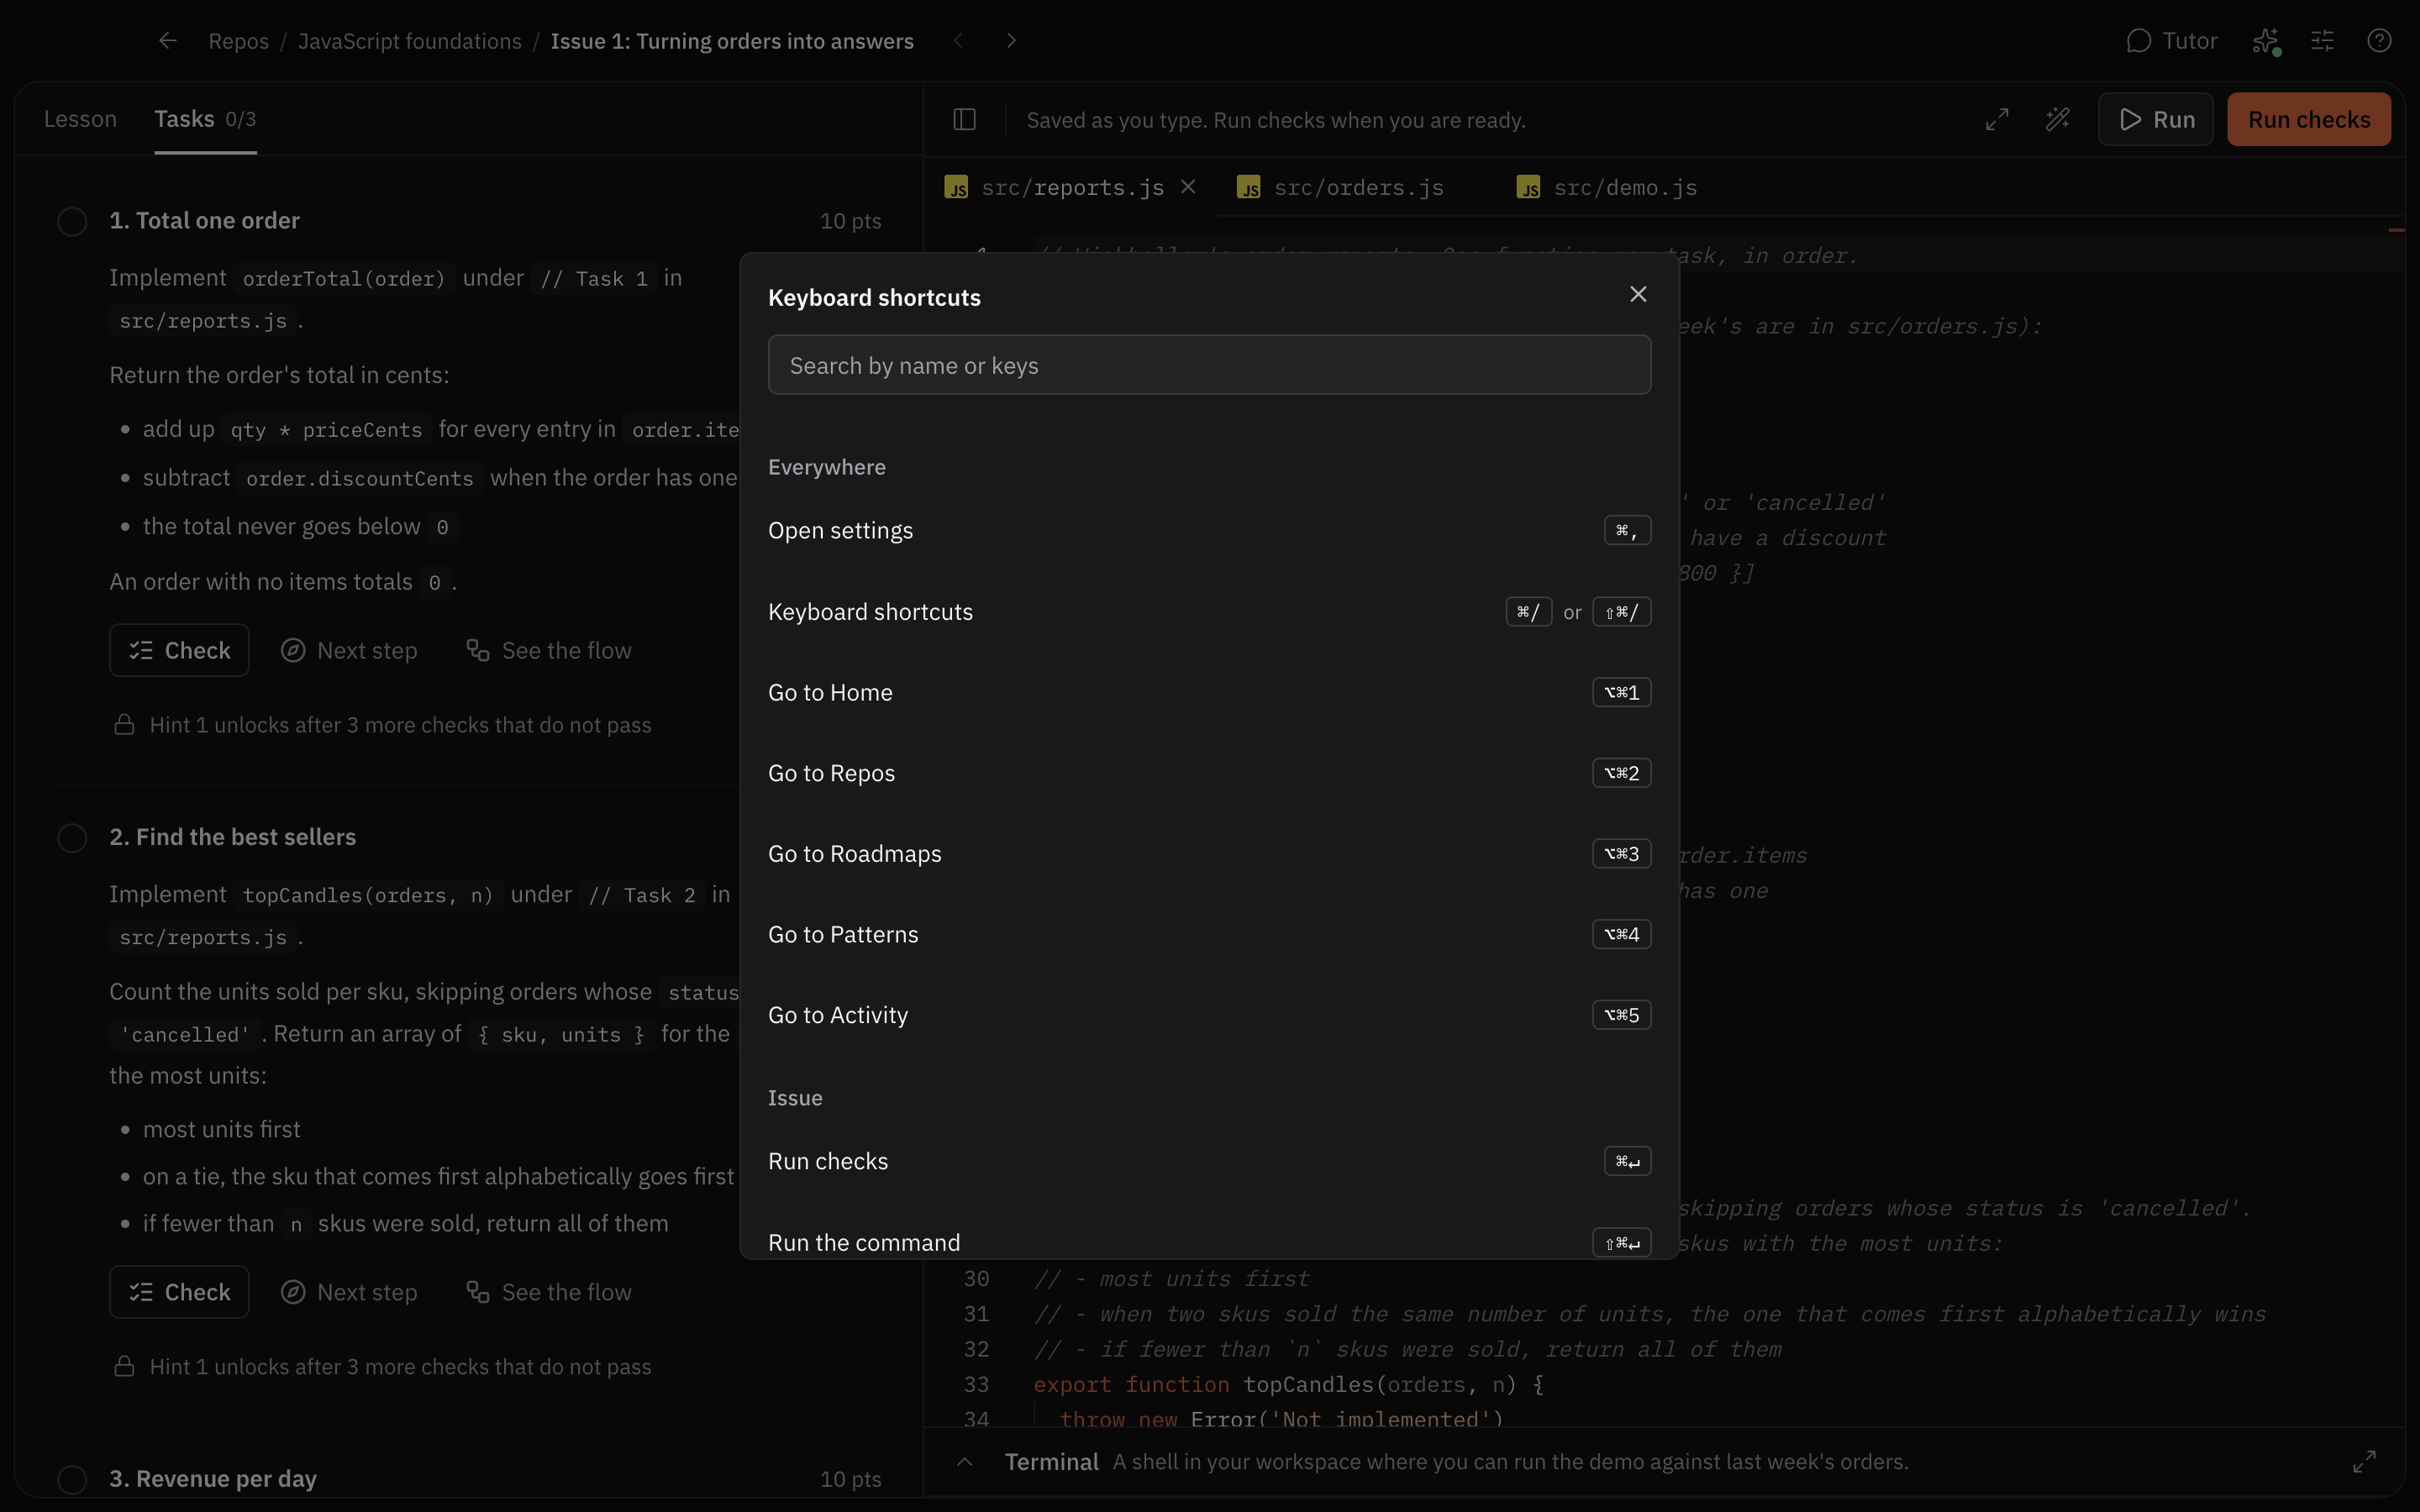 Repos / JavaScript foundations / Issue 1: Turning orders into answers
Tutor
Lesson
Tasks 0/3
1. Total one order
10 pts
Implement orderTotal(order) under // Task 1 in
src/reports.js .
Return the order's total in cents:
• add up qty * priceCents for every entry in order.ite
• subtract order.discountCents when the order has one
• the total never goes below 0
An order with no items totals 0 .
Check
Next step
See the flow
Hint 1 unlocks after 3 more checks that do not pass
2. Find the best sellers
Implement topCandles(orders, n) under // Task 2 in
src/reports.js .
Count the units sold per sku, skipping orders whose status
'cancelled' . Return an array of { sku, units } for the
the most units:
• most units first
• on a tie, the sku that comes first alphabetically goes first
• if fewer than n skus were sold, return all of them
Check
Next step
See the flow
Hint 1 unlocks after 3 more checks that do not pass
3. Revenue per day
10 pts
Saved as you type. Run checks when you are ready.
Run
Run checks
JS src/reports.js
JS src/orders.js
JS src/demo.js
task, in order.
eek's are in src/orders.js):
' or 'cancelled'
have a discount
800 }]
rder.items
has one
skipping orders whose status is 'cancelled'.
skus with the most units:
30 // - most units first
31 // - when two skus sold the same number of units, the one that comes first alphabetically wins
32 // - if fewer than `n` skus were sold, return all of them
33 export function topCandles(orders, n) {
34 throw new Error('Not implemented')
Terminal A shell in your workspace where you can run the demo against last week's orders.
Keyboard shortcuts
Search by name or keys
Everywhere
Open settings ⌘,
Keyboard shortcuts ⌘/ or ⇧⌘/
Go to Home ⌥⌘1
Go to Repos ⌥⌘2
Go to Roadmaps ⌥⌘3
Go to Patterns ⌥⌘4
Go to Activity ⌥⌘5
Issue
Run checks ⌘↵
Run the command ⇧⌘↵